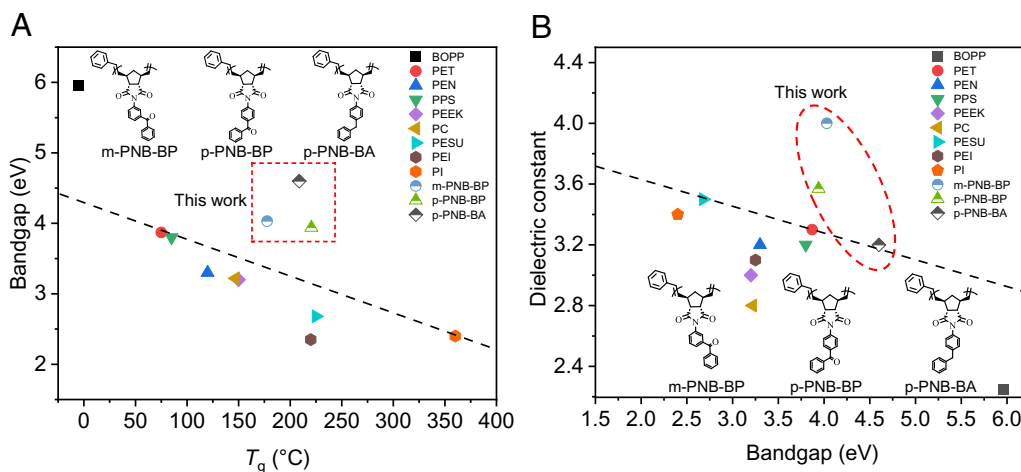 A
Bandgap (eV)
6
5
4
3
2
0
50
100
150
200
250
300
350
400
Tg (°C)
m-PNB-BP
p-PNB-BP
p-PNB-BA
This work
O
N
O
O
O
N
O
O
O
N
O
BOPP
PET
PEN
PPS
PEEK
PC
PESU
PEI
PI
m-PNB-BP
p-PNB-BP
p-PNB-BA
B
Dielectric constant
4.4
4.0
3.6
3.2
2.8
2.4
1.5
2.0
2.5
3.0
3.5
4.0
4.5
5.0
5.5
6.0
Bandgap (eV)
This work
BOPP
PET
PEN
PPS
PEEK
PC
PESU
PEI
PI
m-PNB-BP
p-PNB-BP
p-PNB-BA
O
N
O
O
O
N
O
O
O
N
O
m-PNB-BP
p-PNB-BP
p-PNB-BA